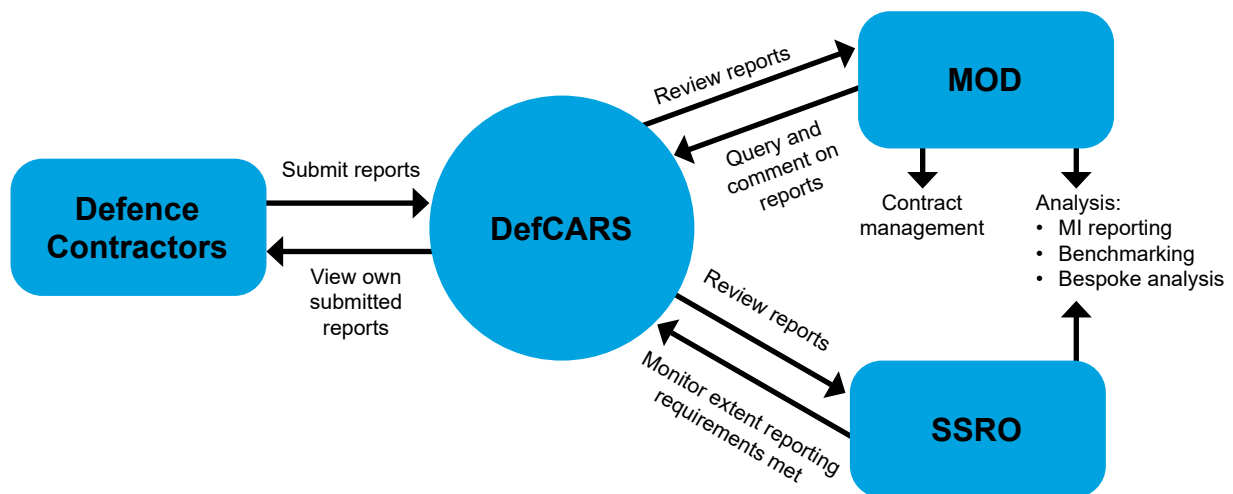 Defence
Contractors
Submit reports
View own
submitted
reports
DefCARS
Review reports
Query and
comment on
reports
MOD
Contract
management
Analysis:
• MI reporting
• Benchmarking
• Bespoke analysis
Review reports
Monitor extent reporting
requirements met
SSRO